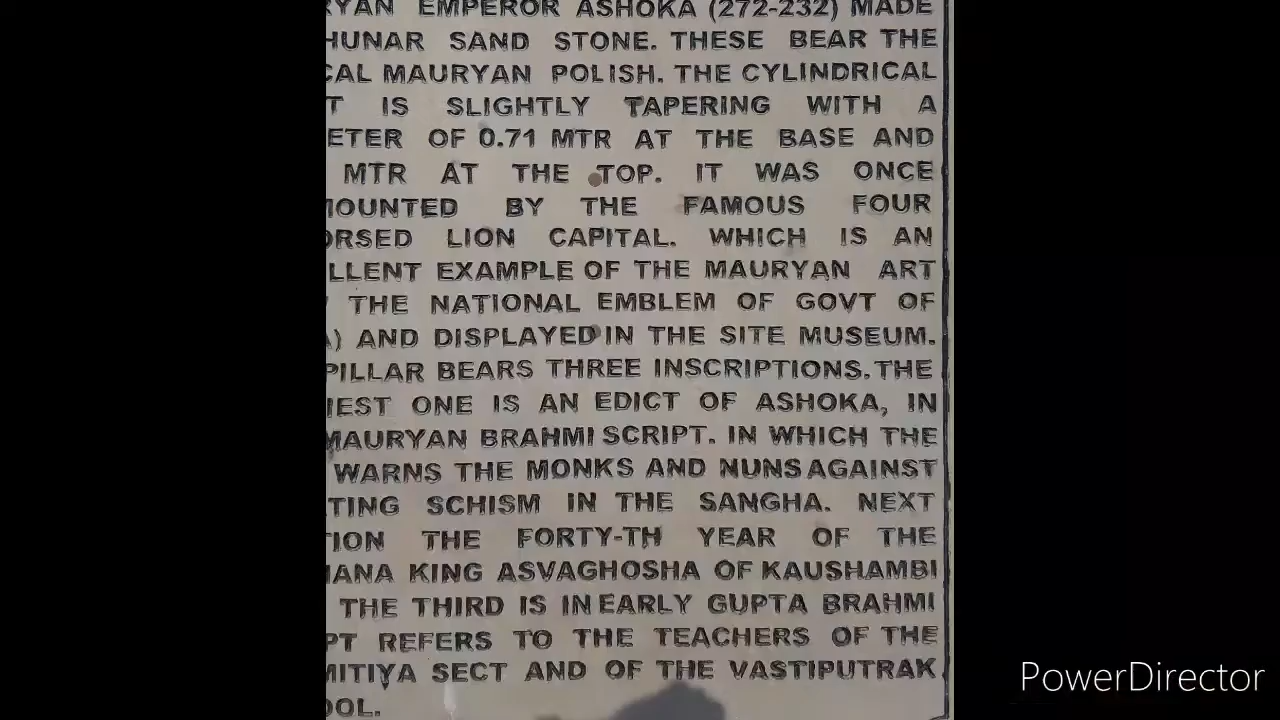 RYAN EMPEROR ASHOKA (272-232) MADE
HUNAR SAND STONE. THESE BEAR THE
CAL MAURYAN POLISH. THE CYLINDRICAL
T IS SLIGHTLY TAPERING WITH A
ETER OF 0.71 MTR AT THE BASE AND
MTR AT THE TOP. IT WAS ONCE
MOUNTED BY THE FAMOUS FOUR
ORSED LION CAPITAL. WHICH IS AN
LLENT EXAMPLE OF THE MAURYAN ART
THE NATIONAL EMBLEM OF GOVT OF
A) AND DISPLAYED IN THE SITE MUSEUM.
PILLAR BEARS THREE INSCRIPTIONS. THE
IEST ONE IS AN EDICT OF ASHOKA, IN
MAURYAN BRAHMI SCRIPT. IN WHICH THE
WARNS THE MONKS AND NUNS AGAINST
TING SCHISM IN THE SANGHA. NEXT
TION THE FORTY-TH YEAR OF THE
HANA KING ASVAGHOSHA OF KAUSHAMBI
THE THIRD IS IN EARLY GUPTA BRAHMI
PT REFERS TO THE TEACHERS OF THE
MITIYA SECT AND OF THE VASTIPUTRAK
OOL.
PowerDirector